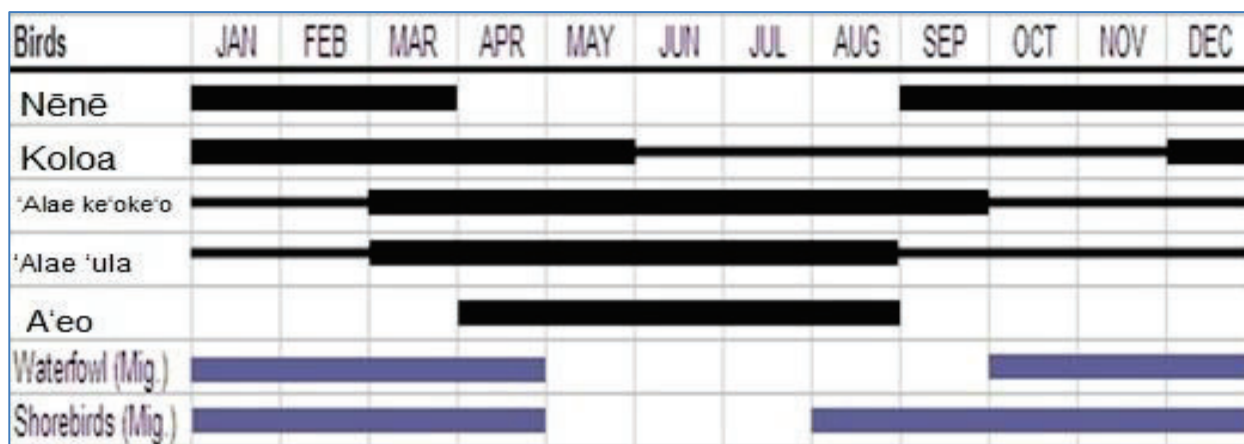 Birds JAN FEB MAR APR MAY JUN JUL AUG SEP OCT NOV DEC
Nēnē
Koloa
ʻAlae keʻokeʻo
ʻAlae ʻula
Aʻeo
Waterfowl (Mig.)
Shorebirds (Mig.)